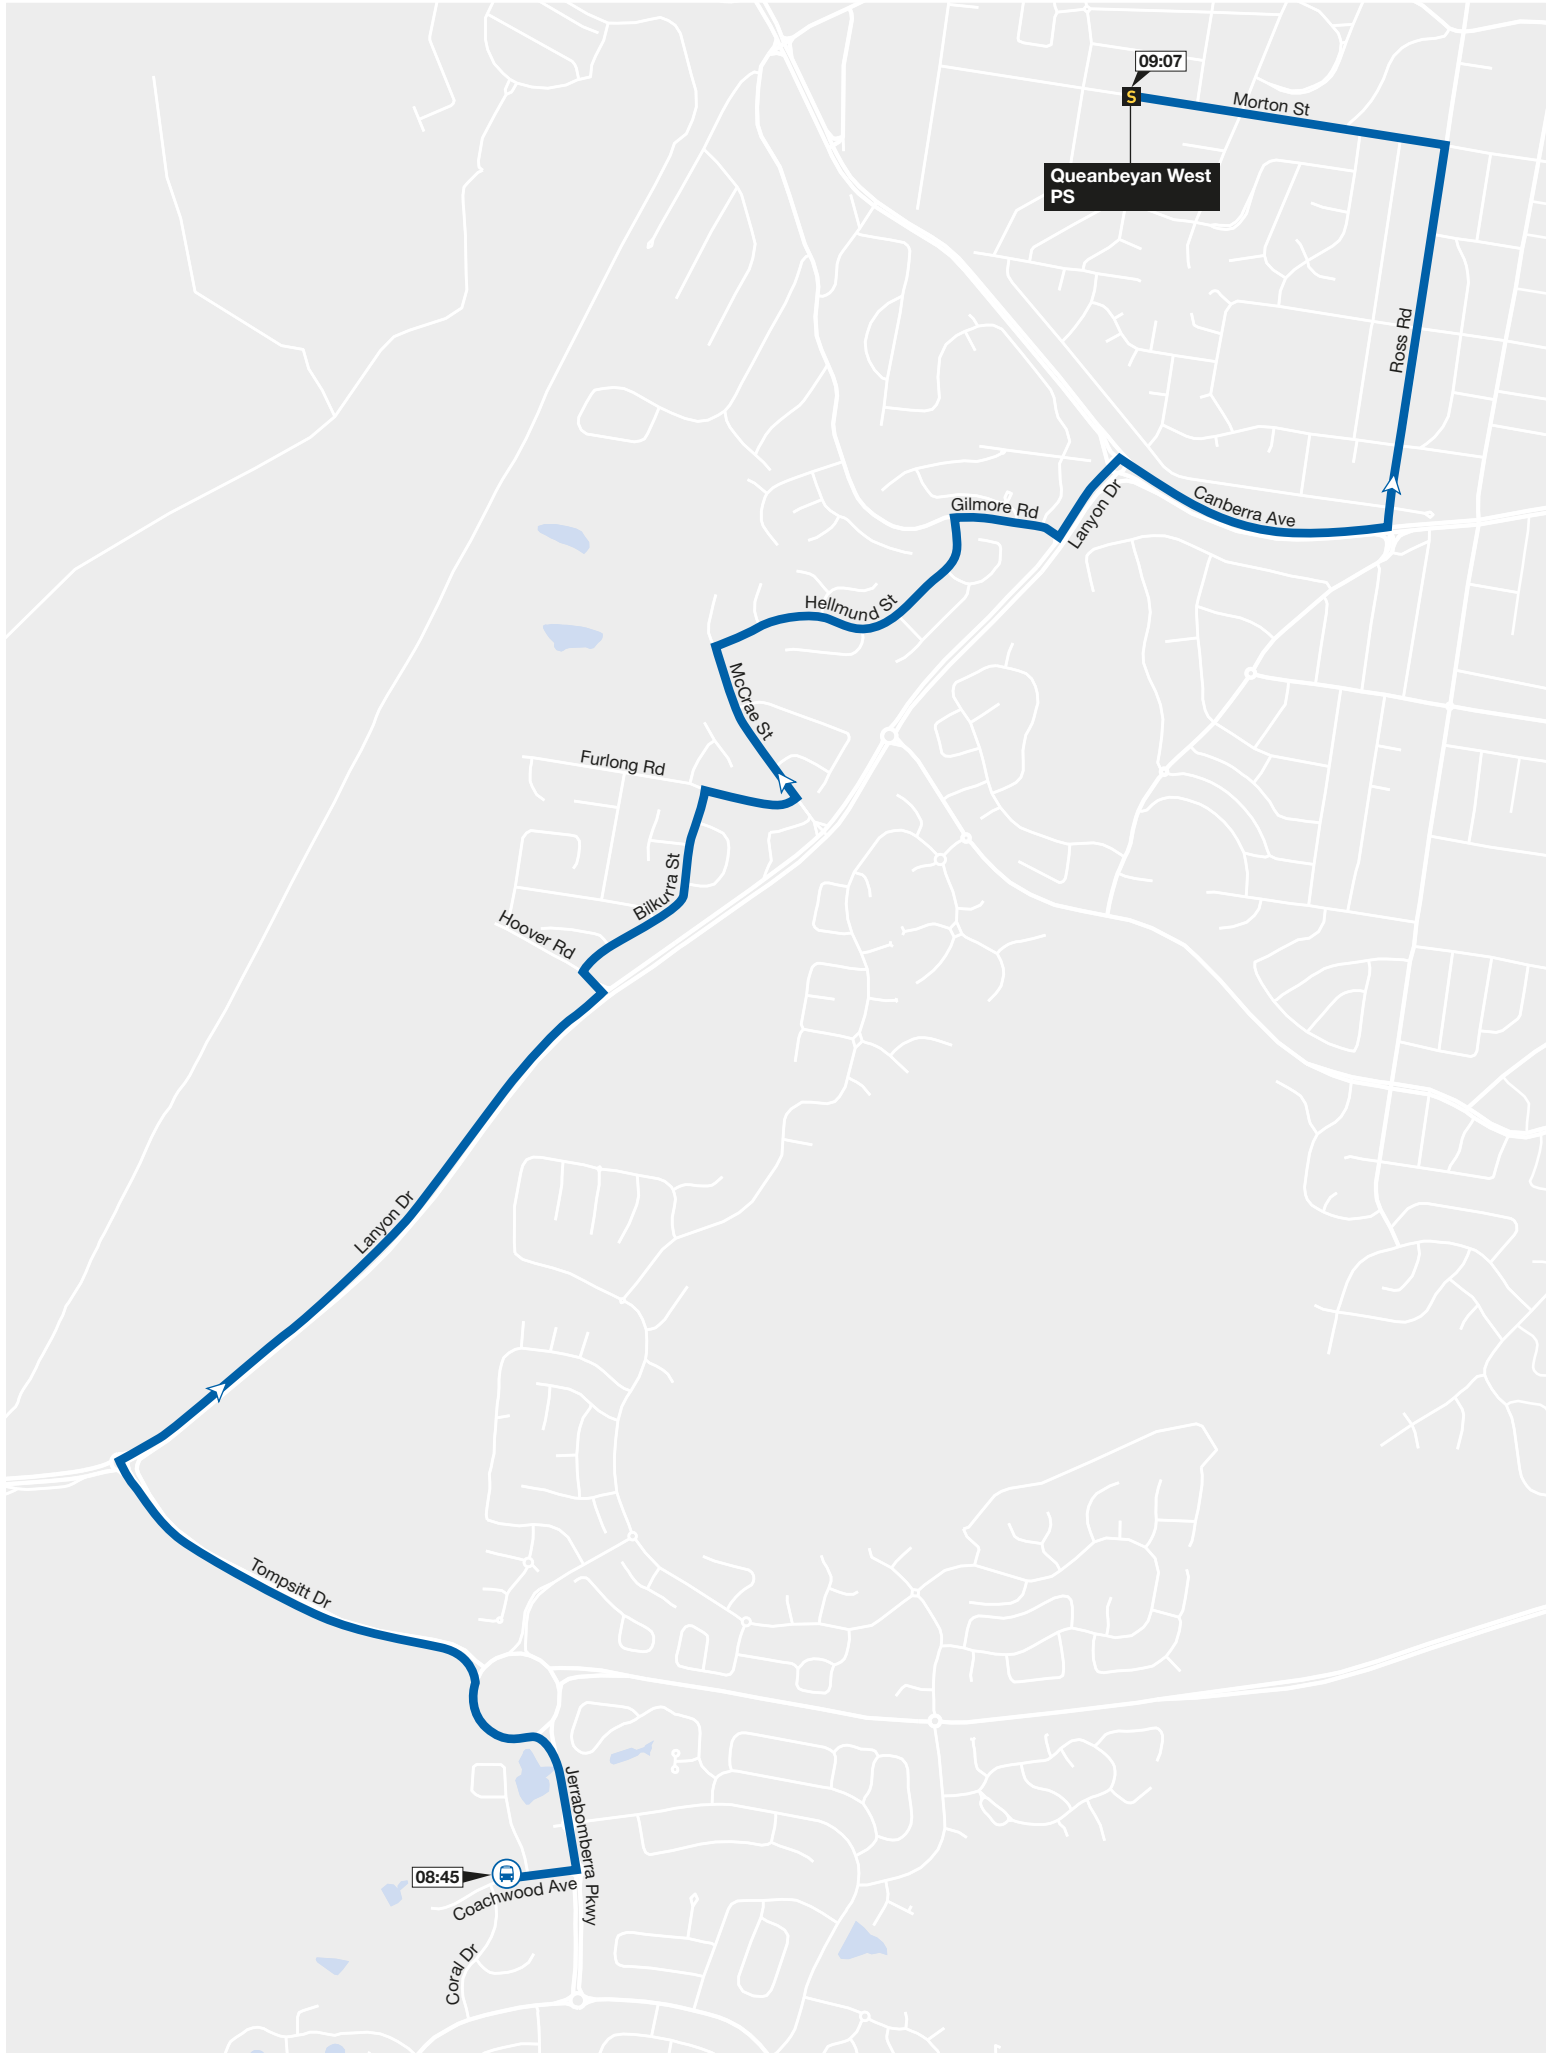 09:07
Morton St
S
Queanbeyan West
PS
Ross Rd
Gilmore Rd
Lanyon Dr
Canberra Ave
Hellmund St
McCrae St
Furlong Rd
Bilkurra St
Hoover Rd
Lanyon Dr
Tompsitt Dr
Jerrabomberra Pkwy
08:45
Coachwood Ave
Coral Dr